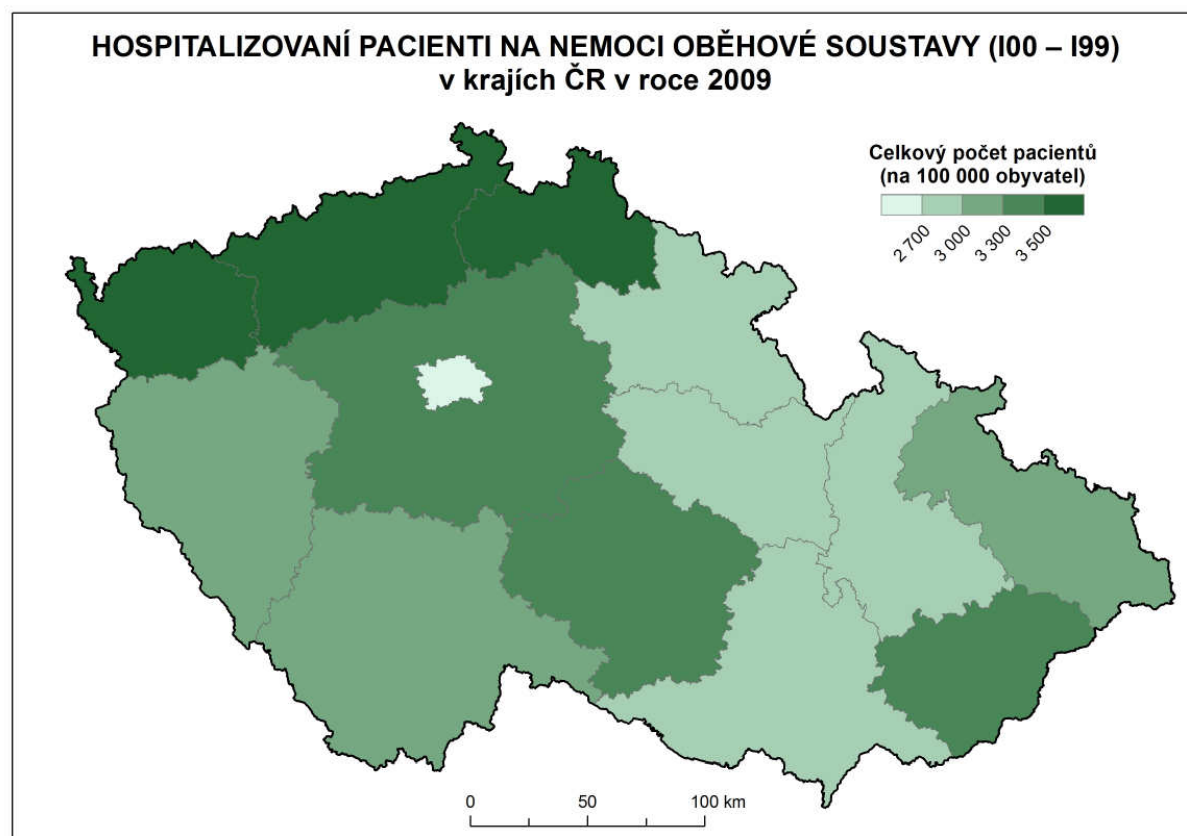 HOSPITALIZOVANÍ PACIENTI NA NEMOCI OBĚHOVÉ SOUSTAVY (I00 – I99)
v krajích ČR v roce 2009
Celkový počet pacientů
(na 100 000 obyvatel)
2 700 3 000 3 300 3 500
0 50 100 km